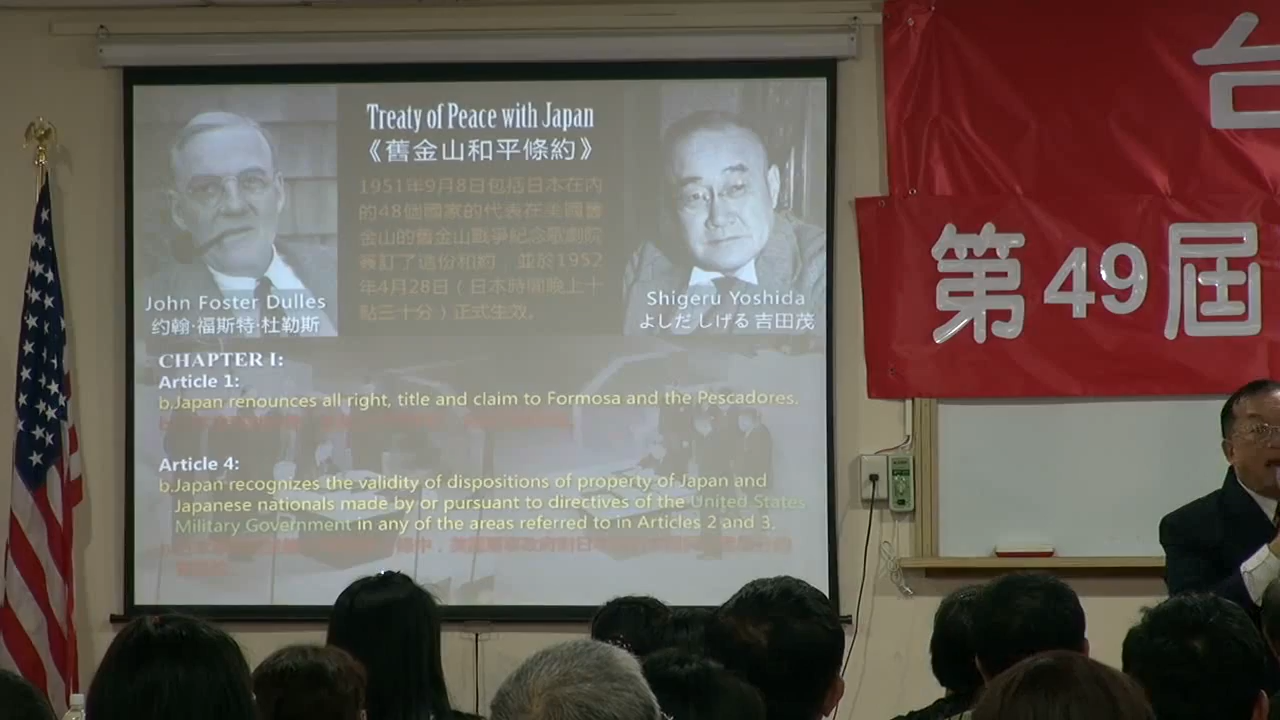 Treaty of Peace with Japan
《舊金山和平條約》
1951年9月8日包括日本在內
的48個國家的代表在美國舊
金山的舊金山戰爭紀念歌劇院
簽訂了這份和約，並於1952
年4月28日（日本時間晚上十
點三十分）正式生效。
John Foster Dulles
约翰·福斯特·杜勒斯
Shigeru Yoshida
よしだ しげる 吉田茂
CHAPTER I:
Article 1:
b.Japan renounces all right, title and claim to Formosa and the Pescadores.
Article 4:
b.Japan recognizes the validity of dispositions of property of Japan and
Japanese nationals made by or pursuant to directives of the United States
Military Government in any of the areas referred to in Articles 2 and 3.
台
第49屆